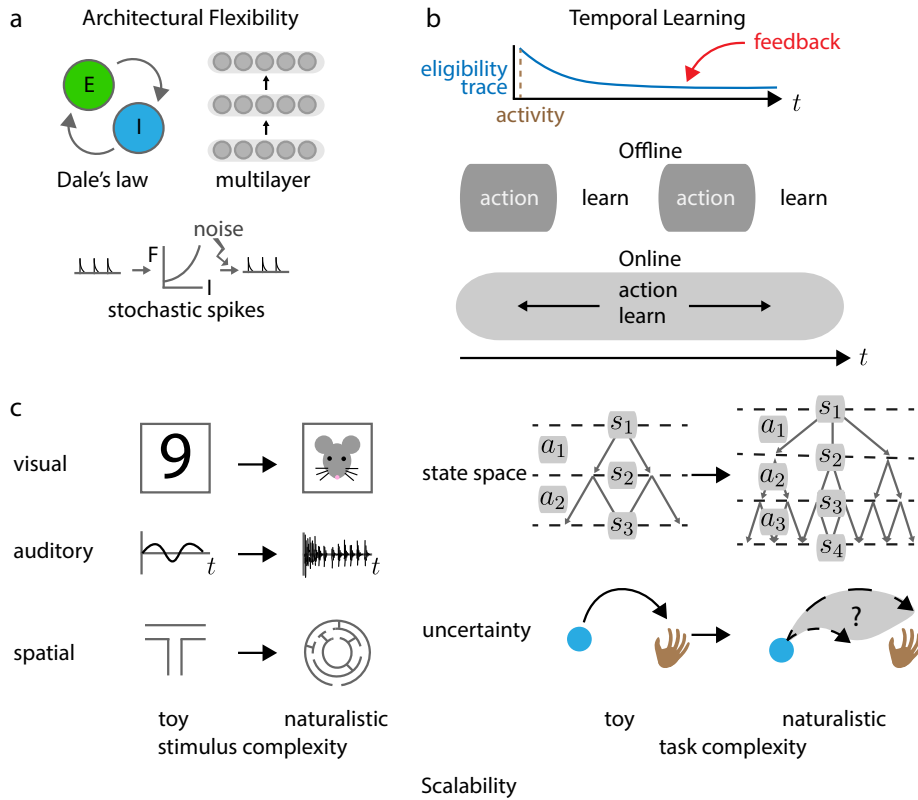 a
Architectural Flexibility
E
I
Dale's law
multilayer
noise
F
I
stochastic spikes
b
Temporal Learning
feedback
eligibility
trace
activity
t
Offline
action
learn
action
learn
Online
action
learn
t
c
visual
9
auditory
t
t
spatial
toy
naturalistic
stimulus complexity
state space
s1
a1
s2
a2
s3
s1
a1
s2
a2
s3
a3
s4
uncertainty
?
toy
naturalistic
task complexity
Scalability